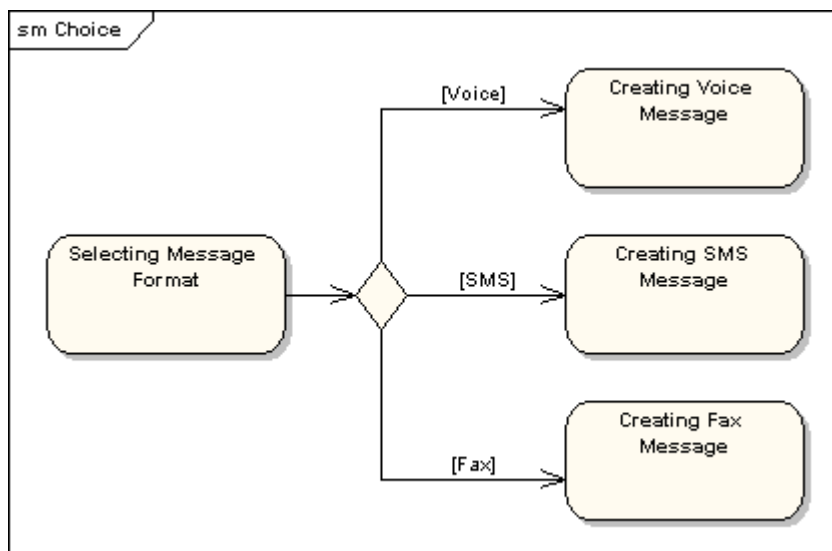 sm Choice
[Voice]
Creating Voice
Message
Selecting Message
Format
[SMS]
Creating SMS
Message
[Fax]
Creating Fax
Message